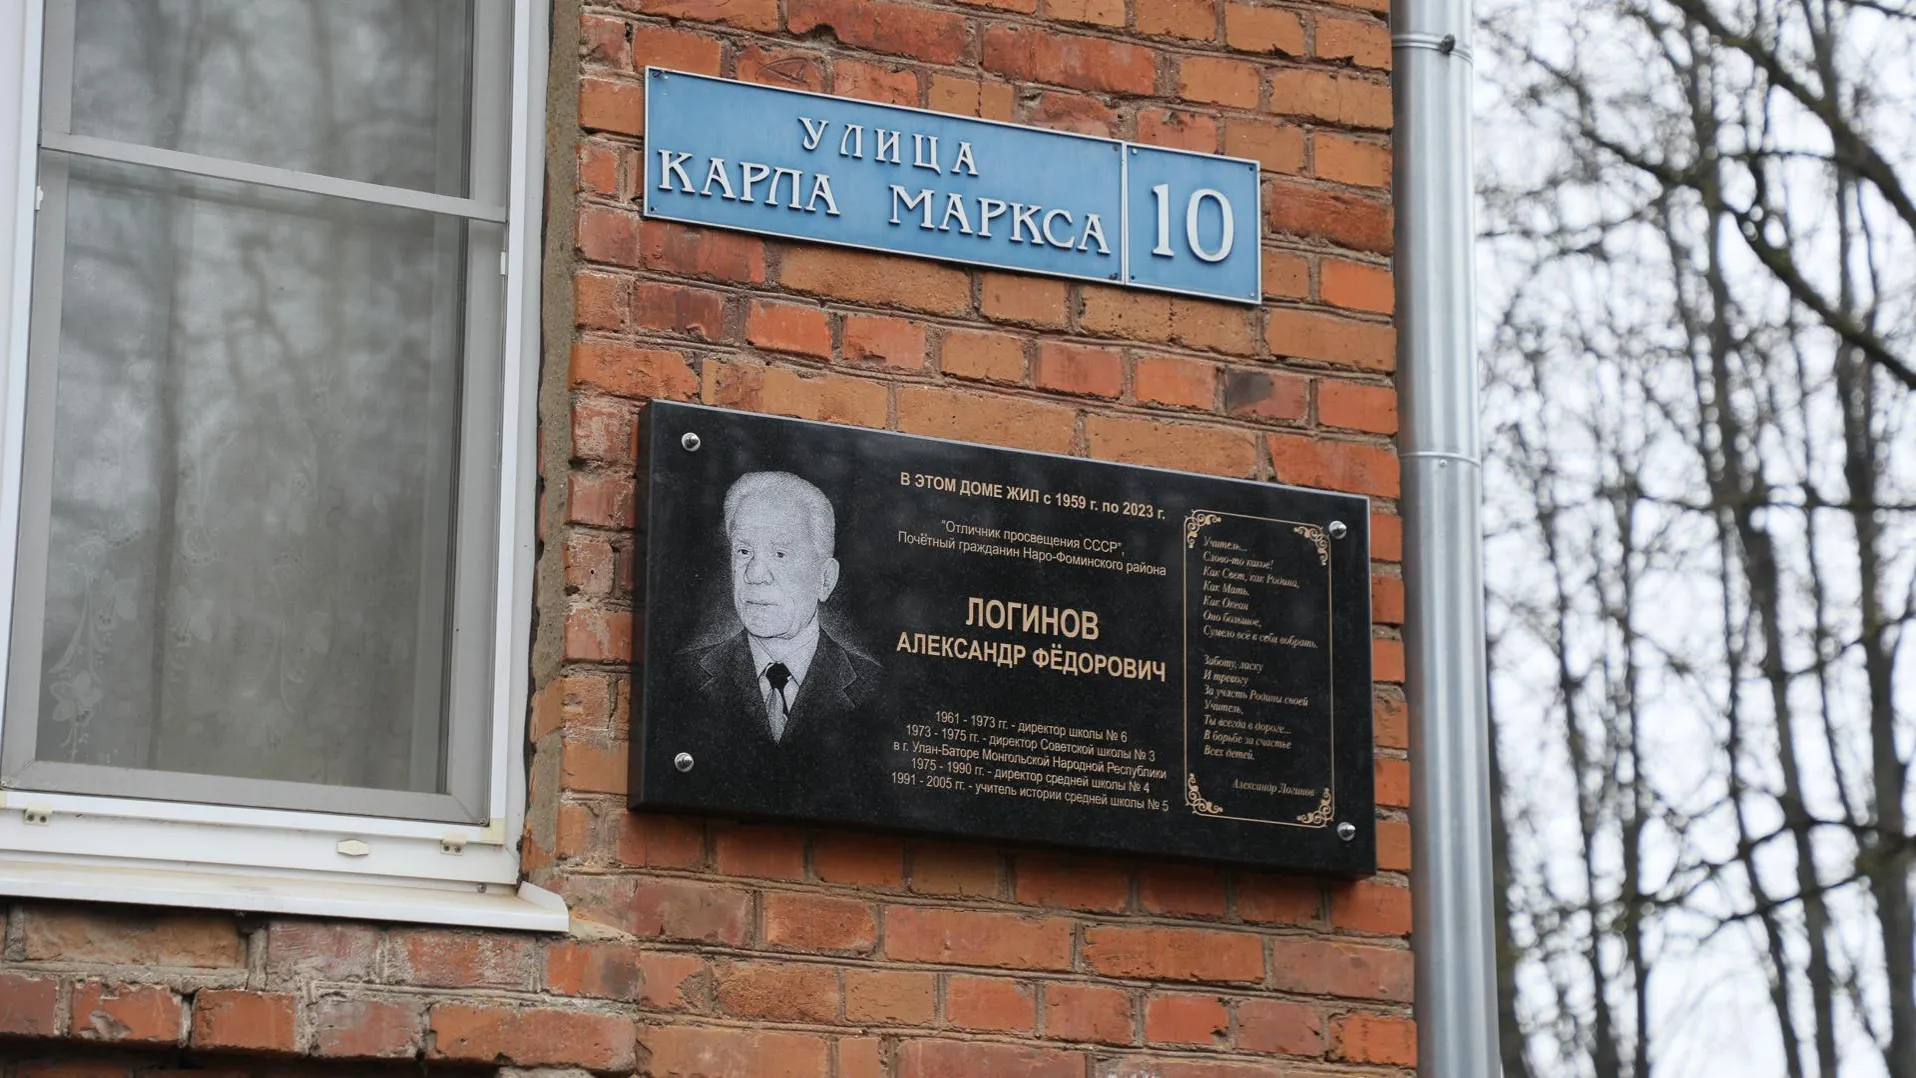 УЛИЦА
КАРЛА МАРКСА
10
В ЭТОМ ДОМЕ ЖИЛ с 1959 г. по 2023 г.
"Отличник просвещения СССР",
Почётный гражданин Наро-Фоминского района
ЛОГИНОВ
АЛЕКСАНДР ФЁДОРОВИЧ
1961 - 1973 гг. - директор школы № 6
1973 - 1975 гг. - директор Советской школы № 3
в г. Улан-Баторе Монгольской Народной Республики
1975 - 1990 гг. - директор средней школы № 4
1991 - 2005 гг. - учитель истории средней школы № 5
Учитель...
Слово-то какое!
Как Свет, как Родина,
Как Мать.
Как Океан
Оно большое,
Сумело всё в себя вобрать.
Заботу, ласку
И тревогу
За участь Родины своей
Учитель,
Ты всегда в дороге...
В борьбе за счастье
Всех детей.
Александр Логинов